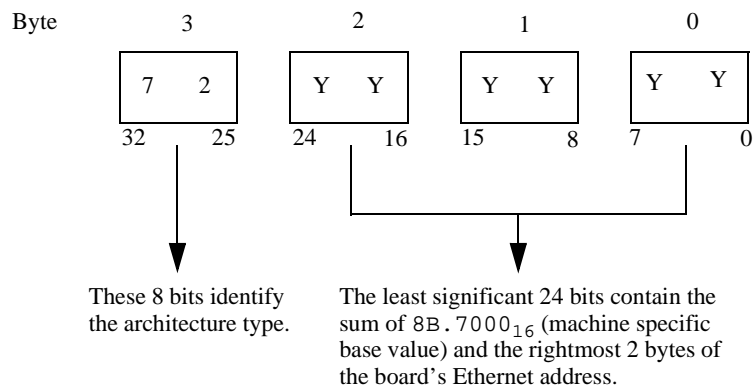 Byte 3 2 1 0
7 2 Y Y Y Y Y Y
32 25 24 16 15 8 7 0
These 8 bits identify
the architecture type.
The least significant 24 bits contain the
sum of 8B.7000₁₆ (machine specific
base value) and the rightmost 2 bytes of
the board’s Ethernet address.